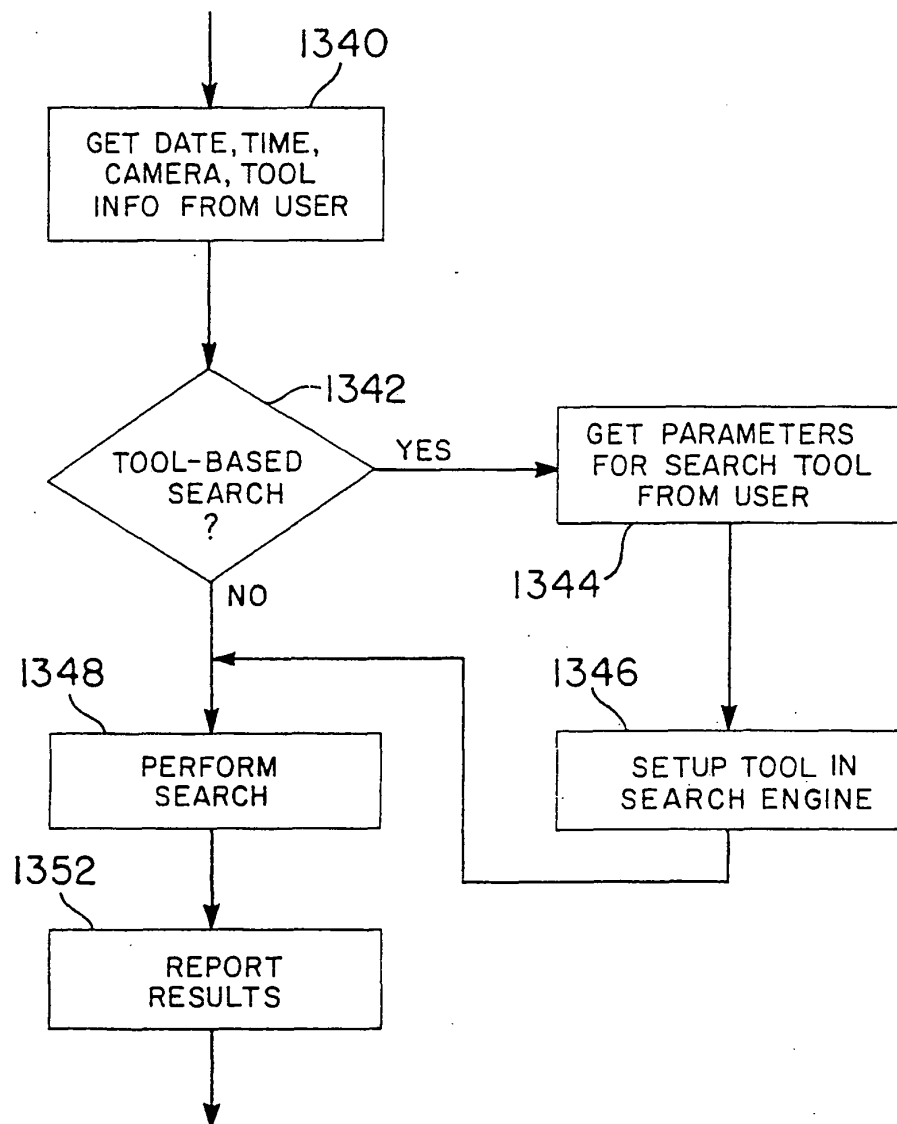 1340
GET DATE, TIME,
CAMERA, TOOL
INFO FROM USER
1342
TOOL-BASED
SEARCH
?
YES
NO
GET PARAMETERS
FOR SEARCH TOOL
FROM USER
1344
1346
SETUP TOOL IN
SEARCH ENGINE
1348
PERFORM
SEARCH
1352
REPORT
RESULTS